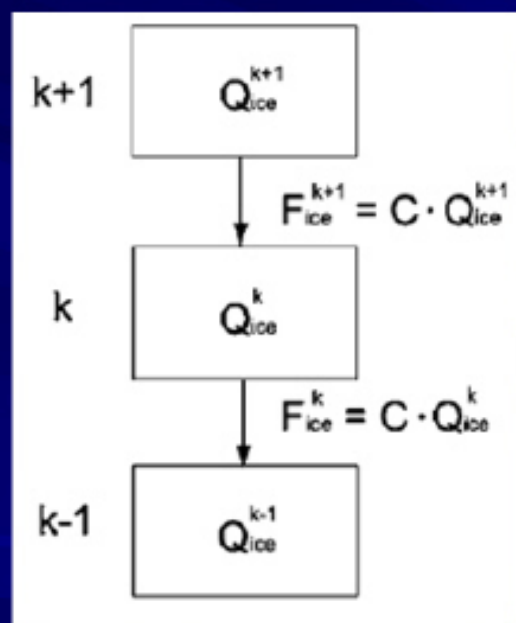 k+1
Q_ice^k+1
F_ice^k+1 = C · Q_ice^k+1
k
Q_ice^k
F_ice^k = C · Q_ice^k
k-1
Q_ice^k-1